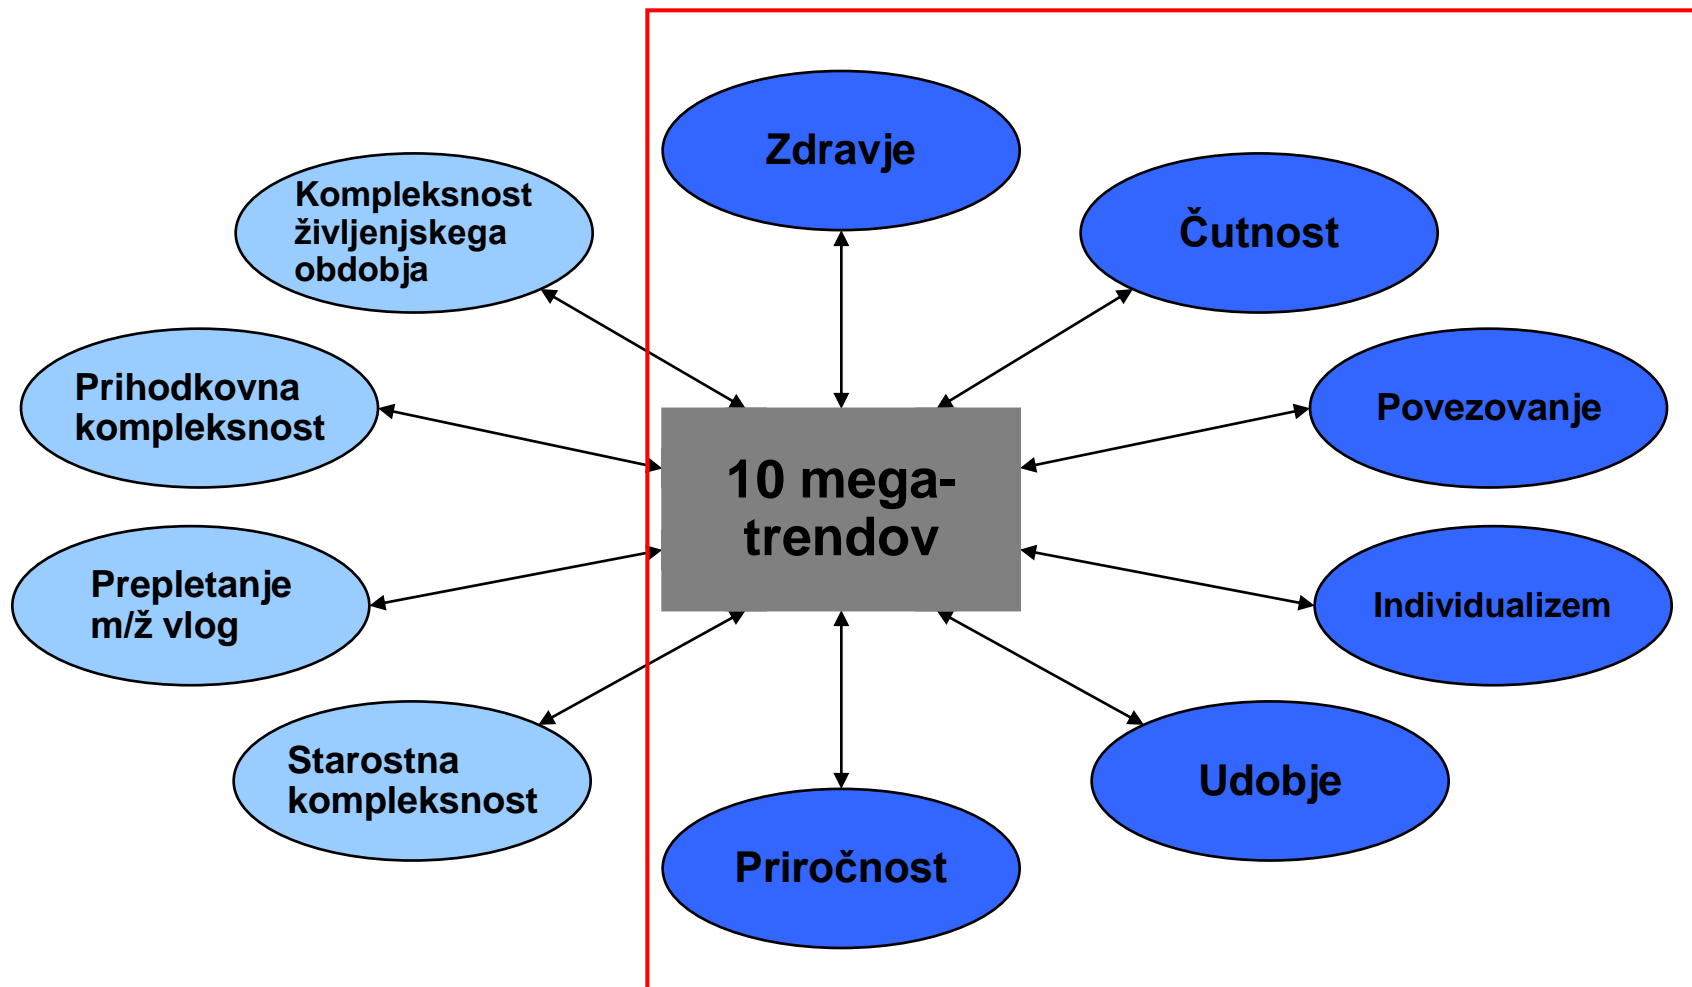 Zdravje
Kompleksnost
življenjskega
obdobja
Čutnost
Prihodkovna
kompleksnost
Povezovanje
10 mega-
trendov
Prepletanje
m/ž vlog
Individualizem
Starostna
kompleksnost
Udobje
Priročnost